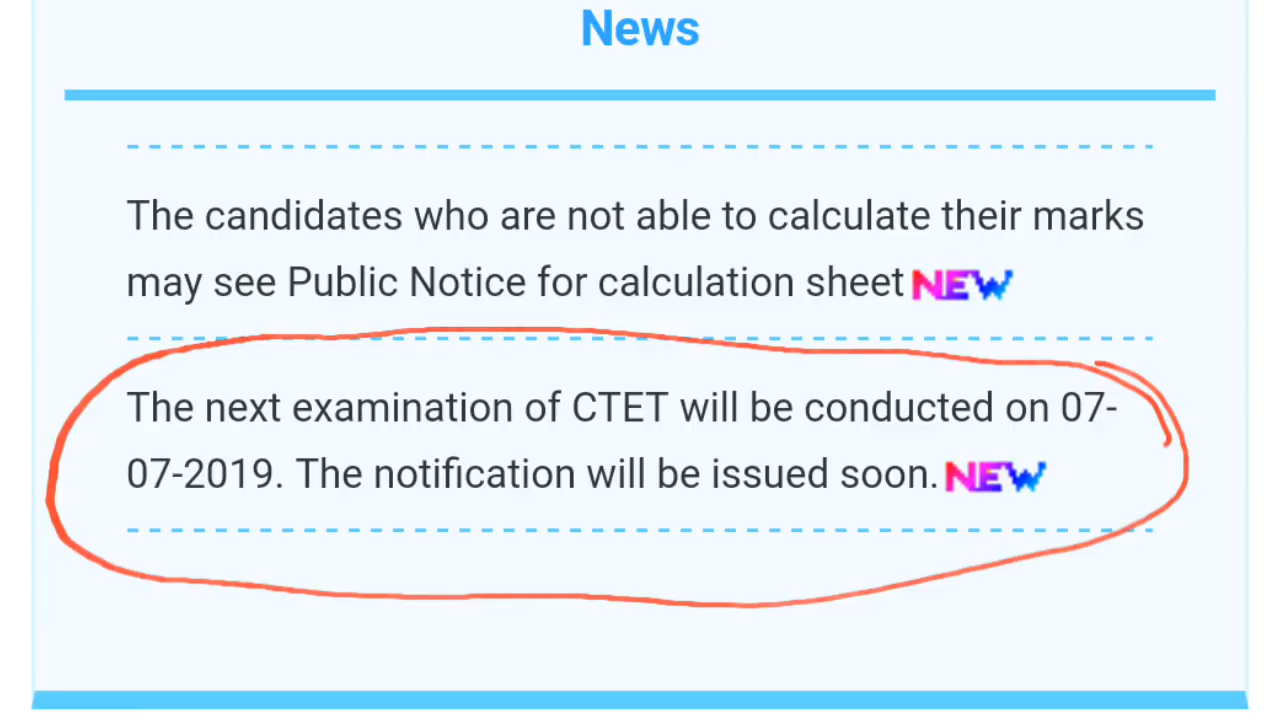 News
The candidates who are not able to calculate their marks
may see Public Notice for calculation sheet NEW
The next examination of CTET will be conducted on 07-
07-2019. The notification will be issued soon. NEW